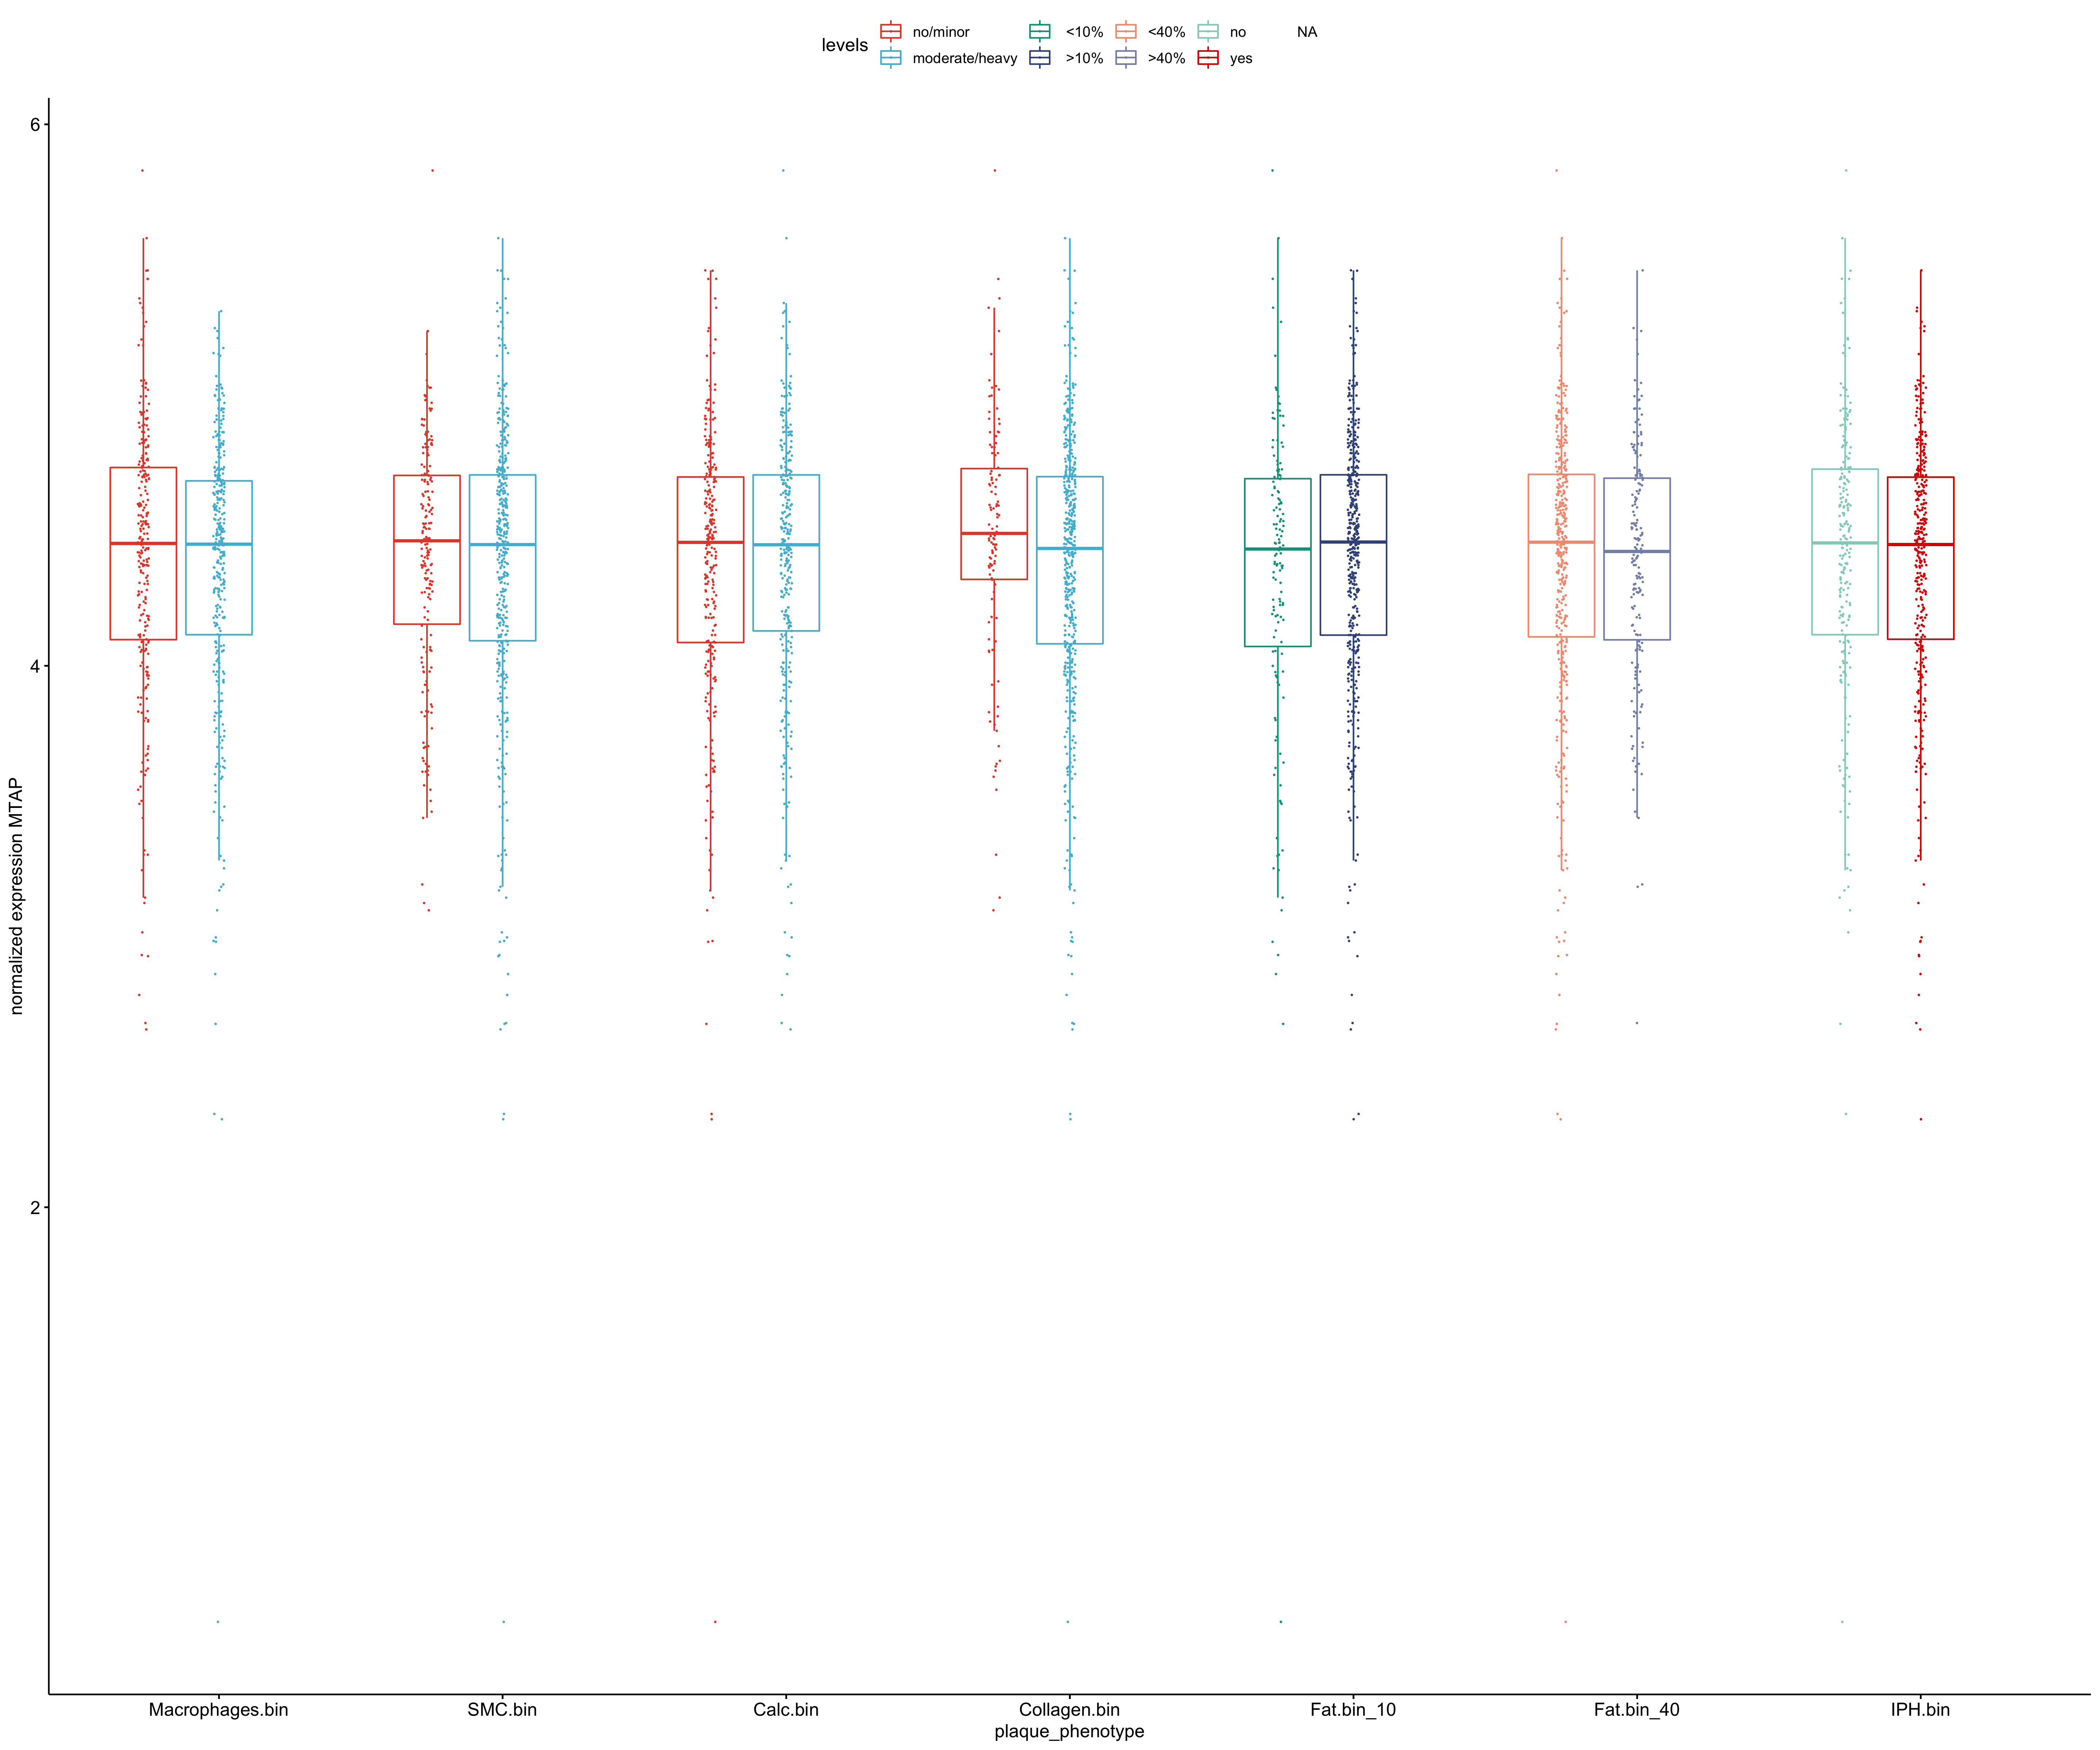 levels
no/minor
<10%
<40%
no
NA
moderate/heavy
>10%
>40%
yes
6
4
2
normalized expression MTAP
Macrophages.bin
SMC.bin
Calc.bin
Collagen.bin
Fat.bin_10
Fat.bin_40
IPH.bin
plaque_phenotype